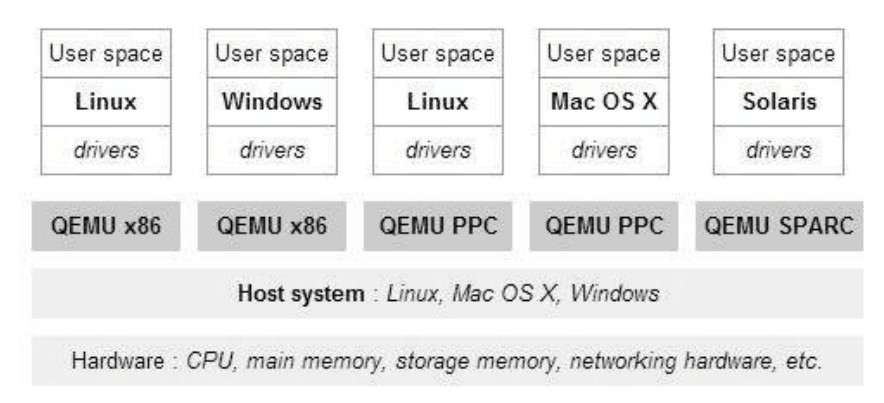 User space User space User space User space User space
Linux Windows Linux Mac OS X Solaris
drivers drivers drivers drivers drivers
QEMU x86 QEMU x86 QEMU PPC QEMU PPC QEMU SPARC
Host system : Linux, Mac OS X, Windows
Hardware : CPU, main memory, storage memory, networking hardware, etc.